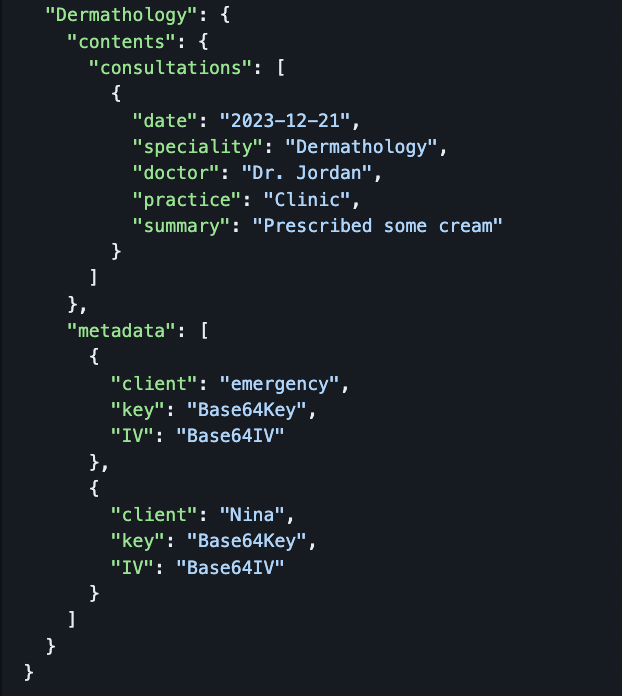 "Dermathology": {
"contents": {
"consultations": [
{
"date": "2023-12-21",
"speciality": "Dermathology",
"doctor": "Dr. Jordan",
"practice": "Clinic",
"summary": "Prescribed some cream"
}
]
},
"metadata": [
{
"client": "emergency",
"key": "Base64Key",
"IV": "Base64IV"
},
{
"client": "Nina",
"key": "Base64Key",
"IV": "Base64IV"
}
]
}
}